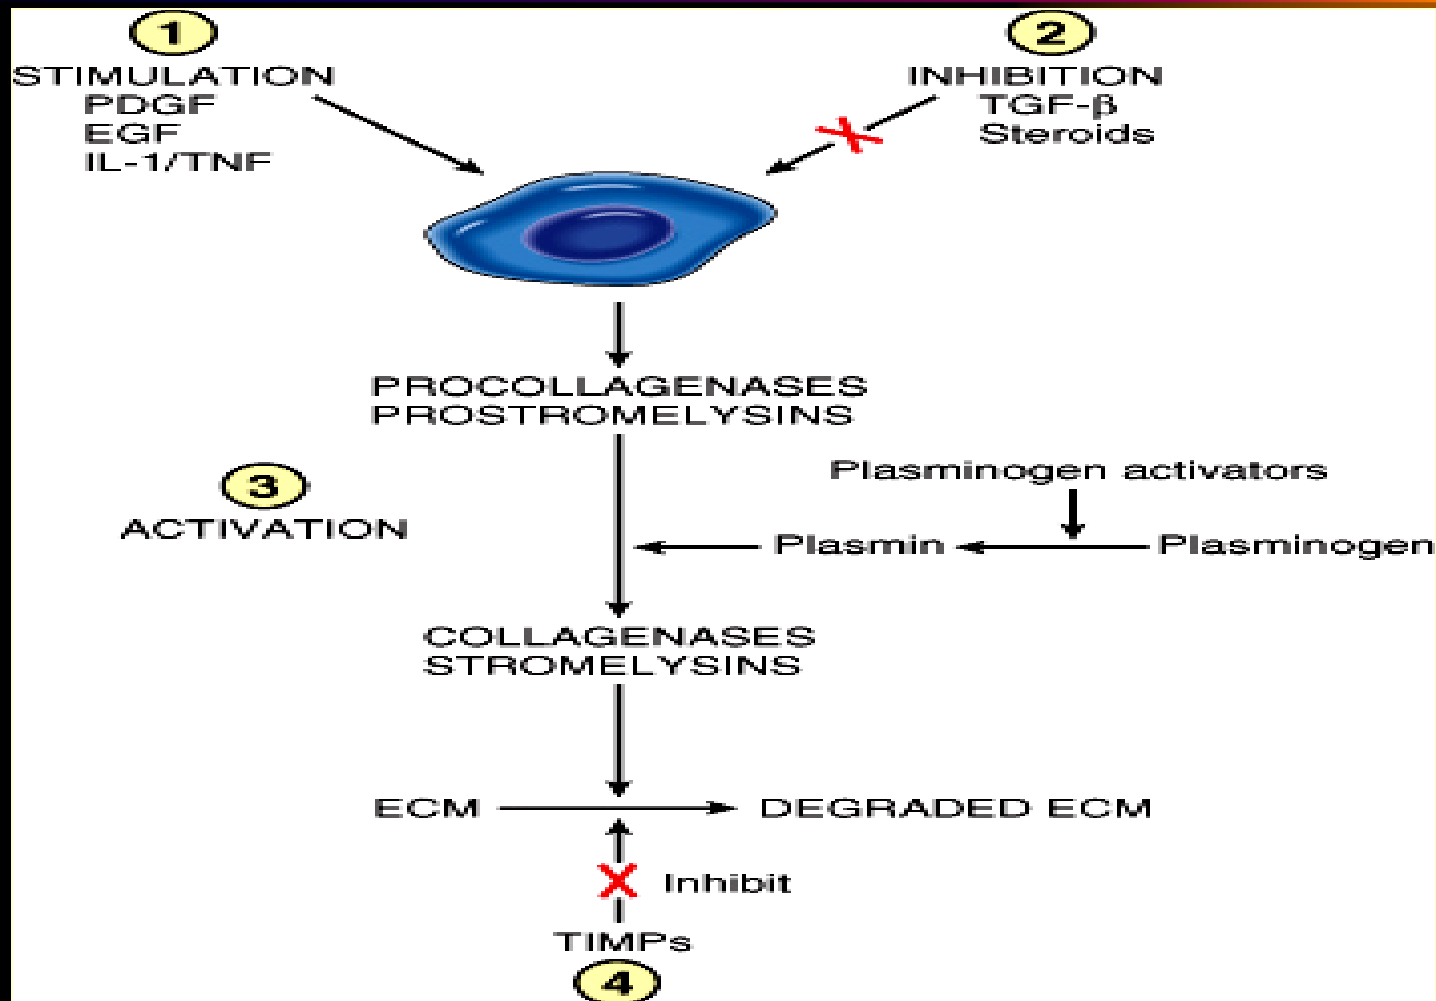 1
STIMULATION
PDGF
EGF
IL-1/TNF
2
INHIBITION
TGF-β
Steroids
PROCOLLAGENASES
PROSTROMELYSINS
3
ACTIVATION
Plasminogen activators
Plasmin
Plasminogen
COLLAGENASES
STROMELYSINS
ECM
DEGRADED ECM
Inhibit
TIMPs
4